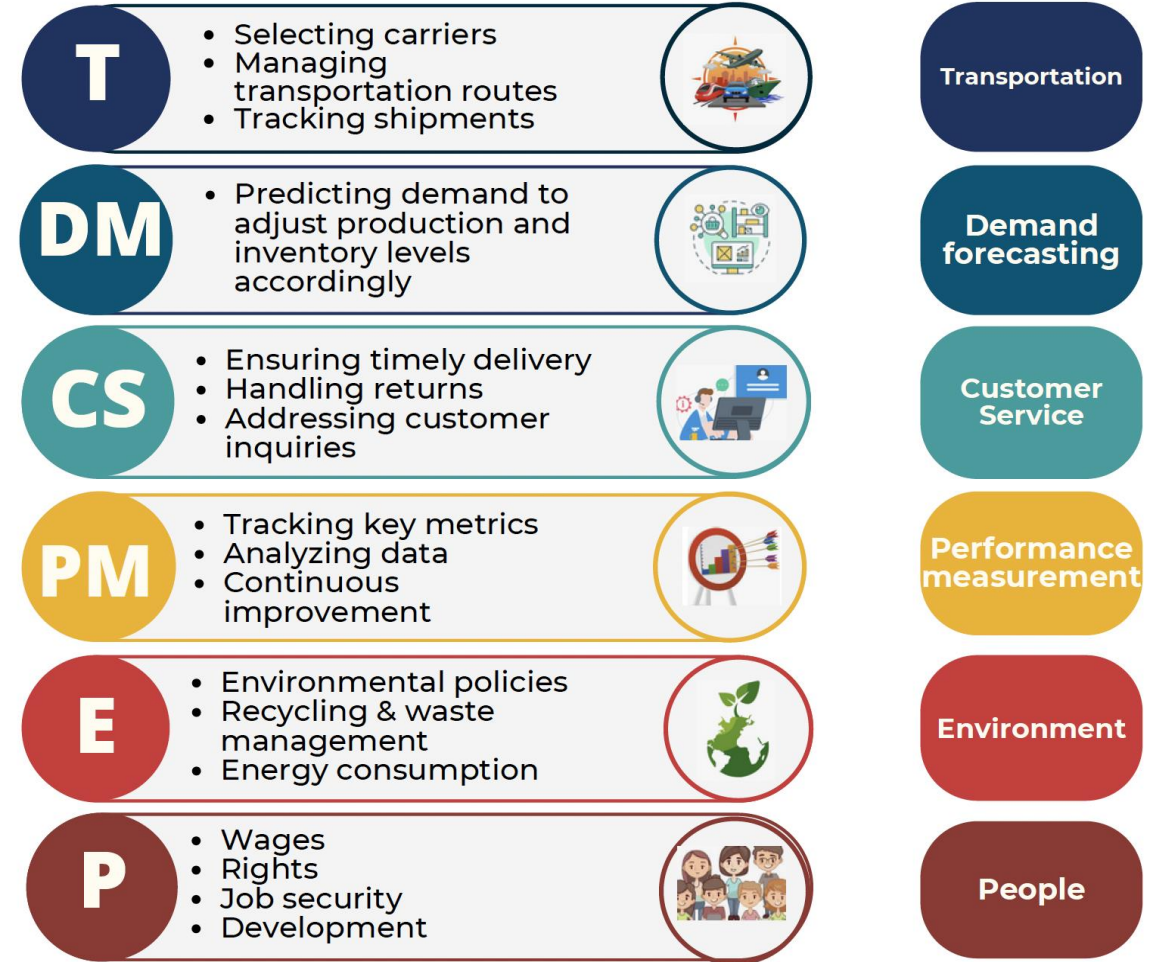 T
• Selecting carriers
• Managing
transportation routes
• Tracking shipments
Transportation
DM
• Predicting demand to
adjust production and
inventory levels
accordingly
Demand
forecasting
CS
• Ensuring timely delivery
• Handling returns
• Addressing customer
inquiries
Customer
Service
PM
• Tracking key metrics
• Analyzing data
• Continuous
improvement
Performance
measurement
E
• Environmental policies
• Recycling & waste
management
• Energy consumption
Environment
P
• Wages
• Rights
• Job security
• Development
People